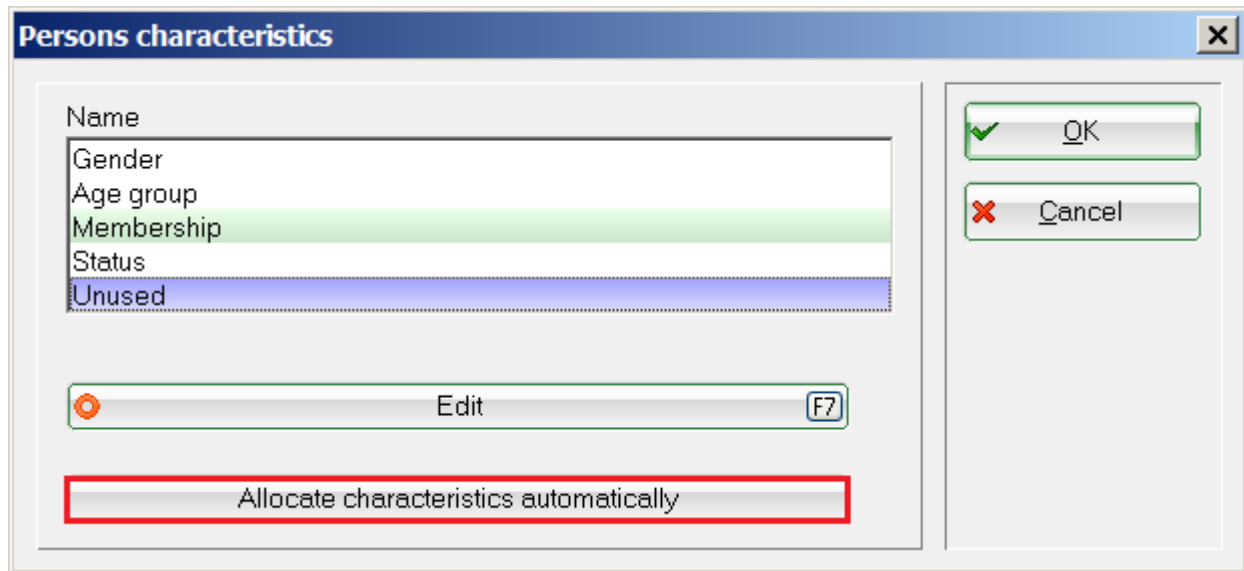 Persons characteristics
Name
Gender
Age group
Membership
Status
Unused
Edit F7
Allocate characteristics automatically
OK
Cancel